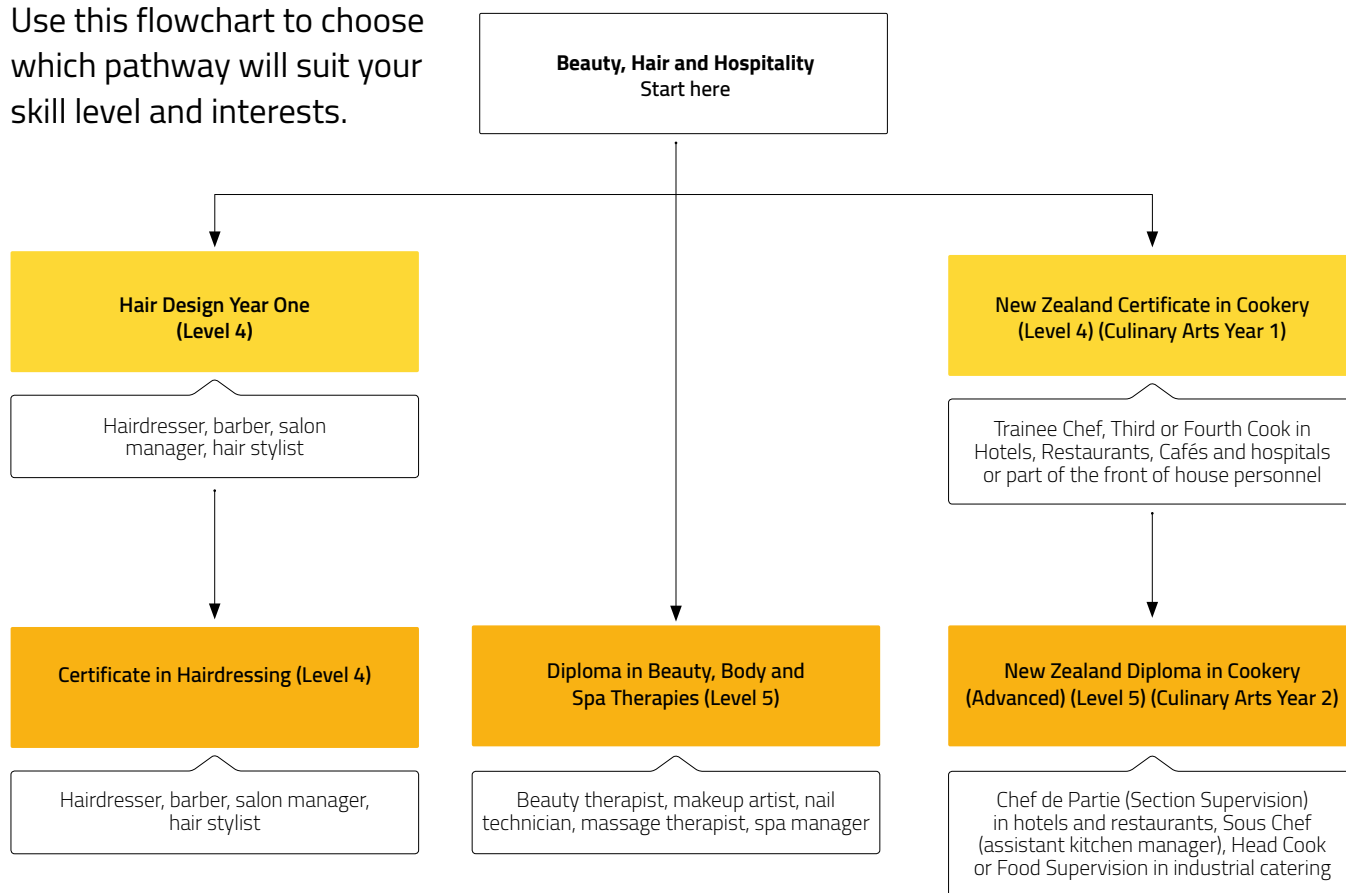 Use this flowchart to choose
which pathway will suit your
skill level and interests.
Beauty, Hair and Hospitality
Start here
Hair Design Year One
(Level 4)
New Zealand Certificate in Cookery
(Level 4) (Culinary Arts Year 1)
Hairdresser, barber, salon
manager, hair stylist
Trainee Chef, Third or Fourth Cook in
Hotels, Restaurants, Cafés and hospitals
or part of the front of house personnel
Certificate in Hairdressing (Level 4)
Diploma in Beauty, Body and
Spa Therapies (Level 5)
New Zealand Diploma in Cookery
(Advanced) (Level 5) (Culinary Arts Year 2)
Hairdresser, barber, salon manager,
hair stylist
Beauty therapist, makeup artist, nail
technician, massage therapist, spa manager
Chef de Partie (Section Supervision)
in hotels and restaurants, Sous Chef
(assistant kitchen manager), Head Cook
or Food Supervision in industrial catering